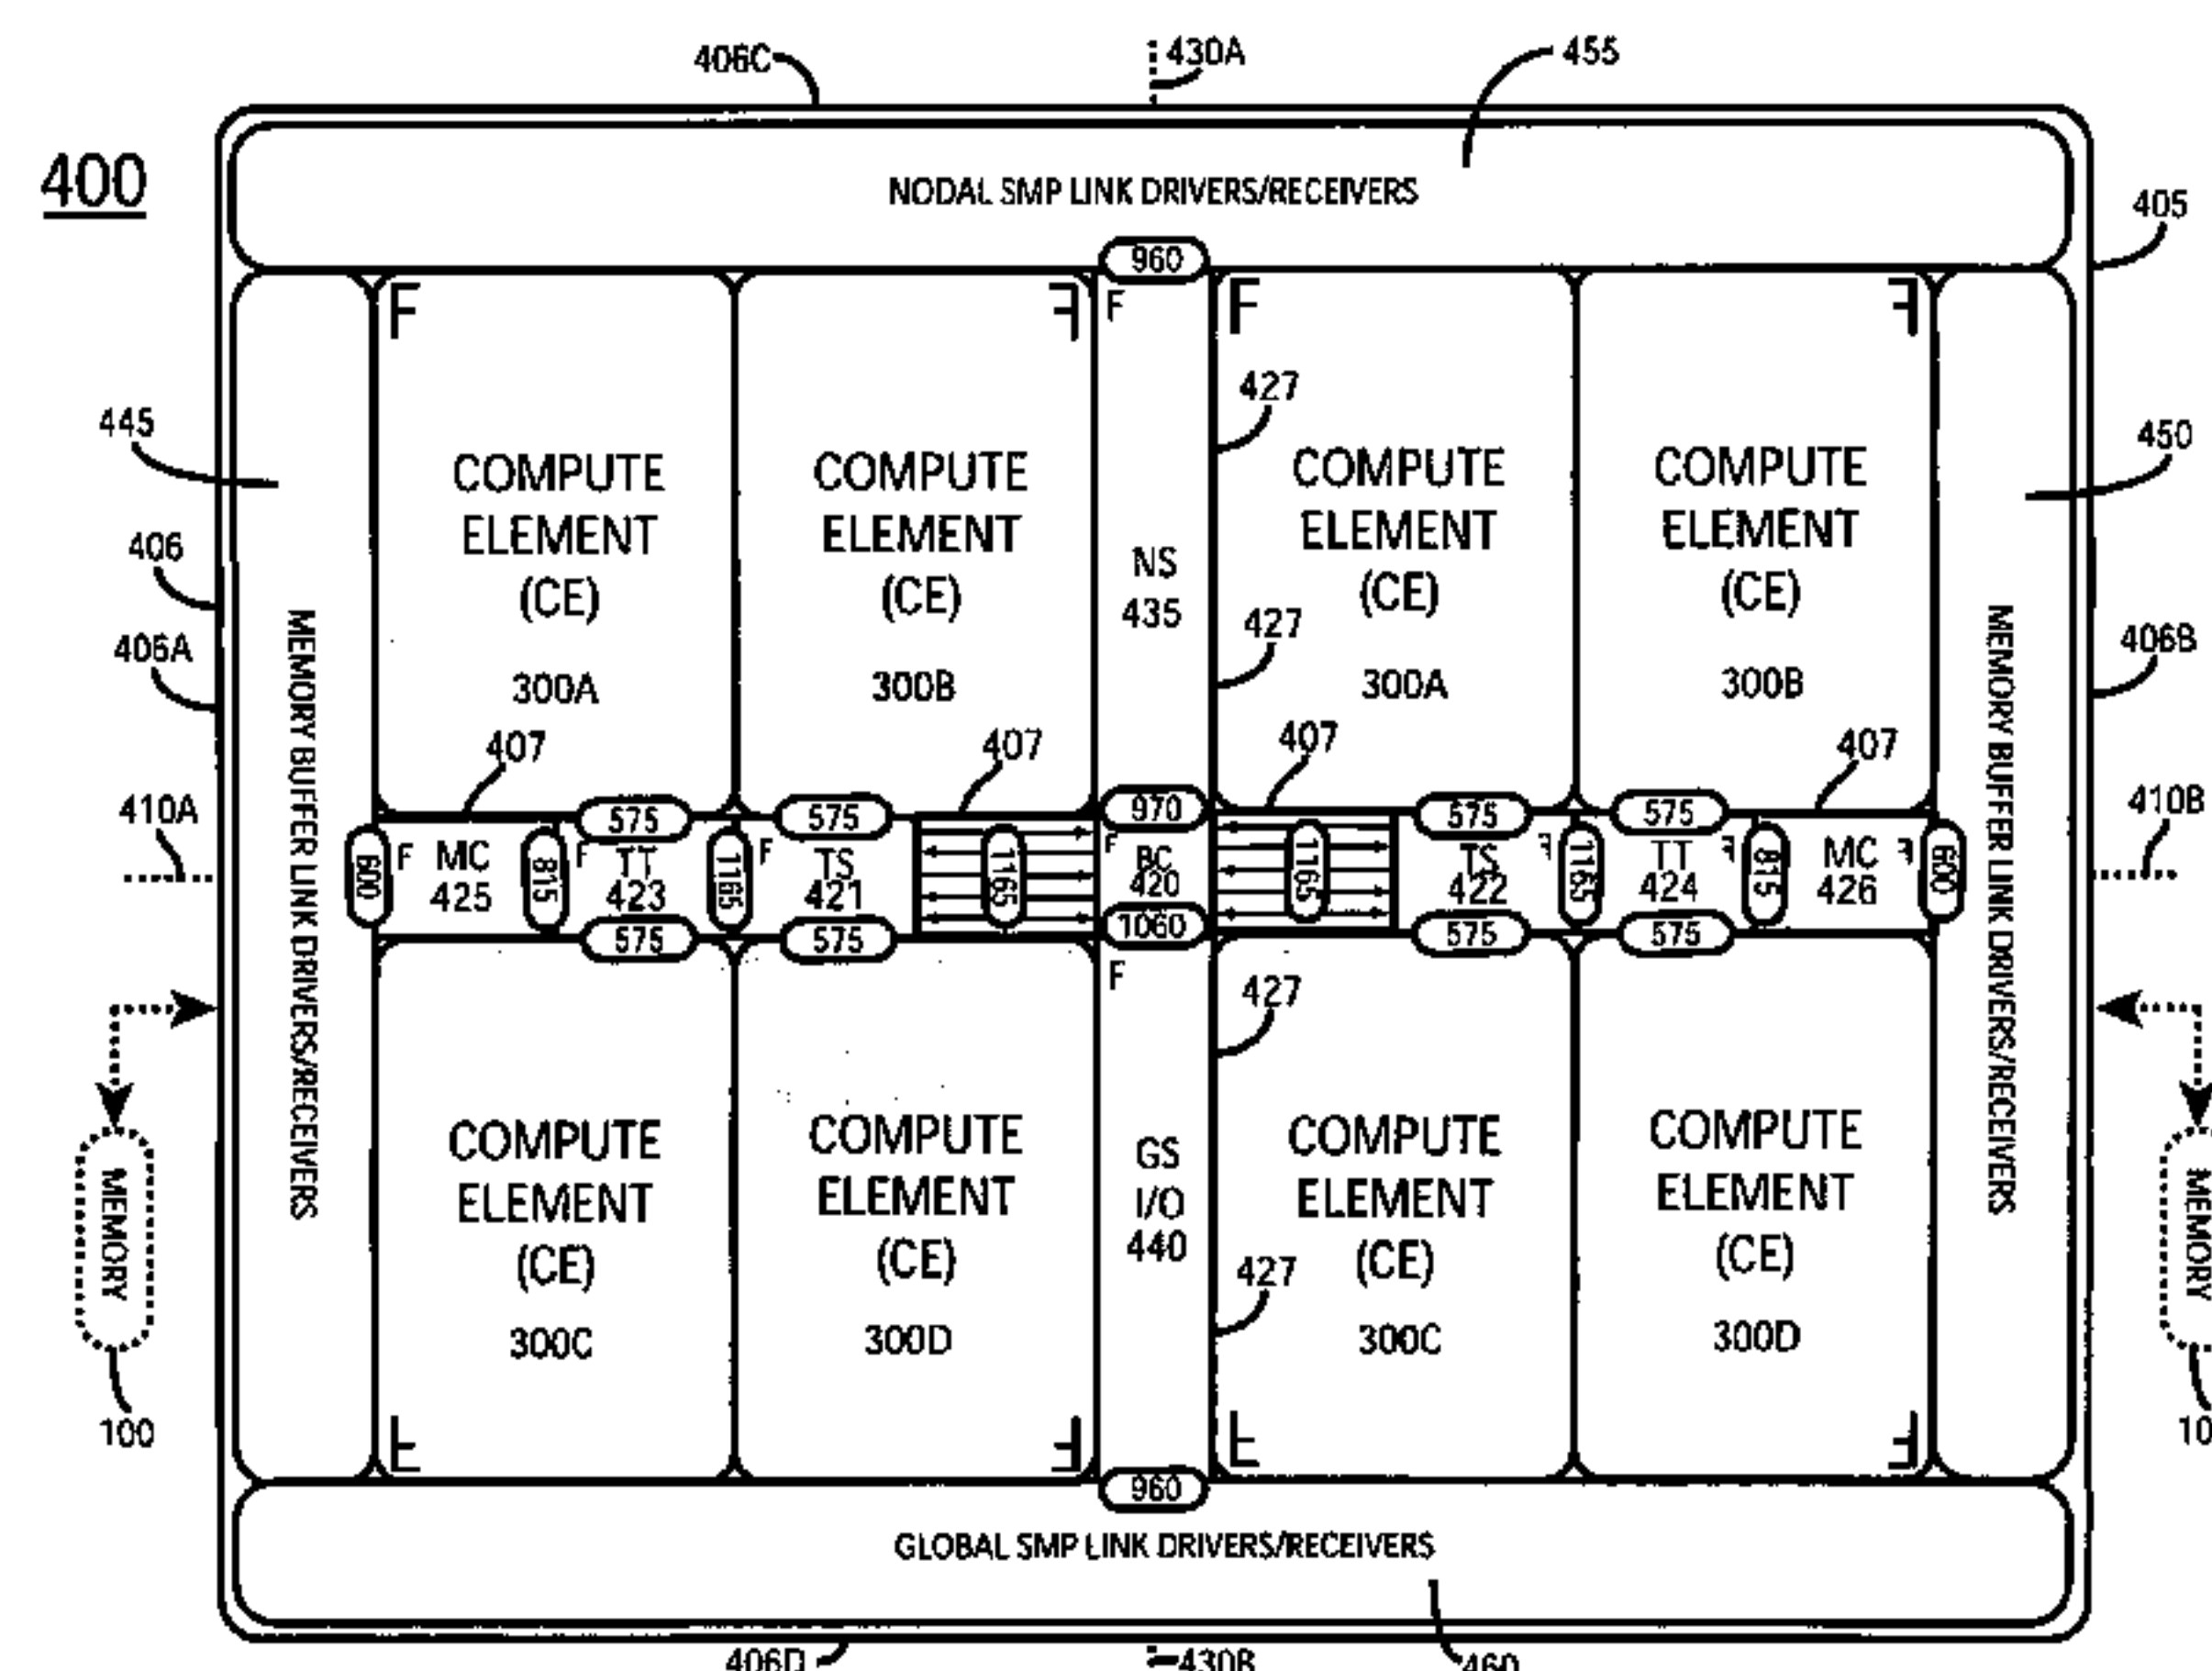 406C
430A
455
400
NODAL SMP LINK DRIVERS/RECEIVERS
405
960
F
F
F
F
F
427
445
450
COMPUTE
ELEMENT
(CE)
300A
COMPUTE
ELEMENT
(CE)
300B
NS
435
COMPUTE
ELEMENT
(CE)
300A
COMPUTE
ELEMENT
(CE)
300B
406
406A
427
406B
MEMORY BUFFER LINK DRIVERS/RECEIVERS
MEMORY BUFFER LINK DRIVERS/RECEIVERS
407
407
407
407
410A
410B
575
575
970
575
575
600
F
MC
425
815
F
TT
423
1165
F
TS
421
1165
F
BC
420
1165
TS
422
F
1165
TT
424
F
815
MC
426
F
600
575
575
1060
575
575
F
427
COMPUTE
ELEMENT
(CE)
300C
COMPUTE
ELEMENT
(CE)
300D
GS
I/O
440
COMPUTE
ELEMENT
(CE)
300C
COMPUTE
ELEMENT
(CE)
300D
427
MEMORY
MEMORY
100
F
F
F
F
960
GLOBAL SMP LINK DRIVERS/RECEIVERS
406D
430B
460